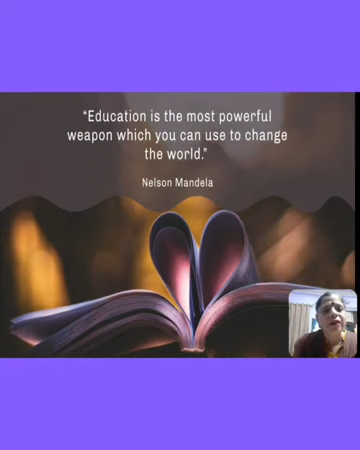 “Education is the most powerful
weapon which you can use to change
the world.”
Nelson Mandela